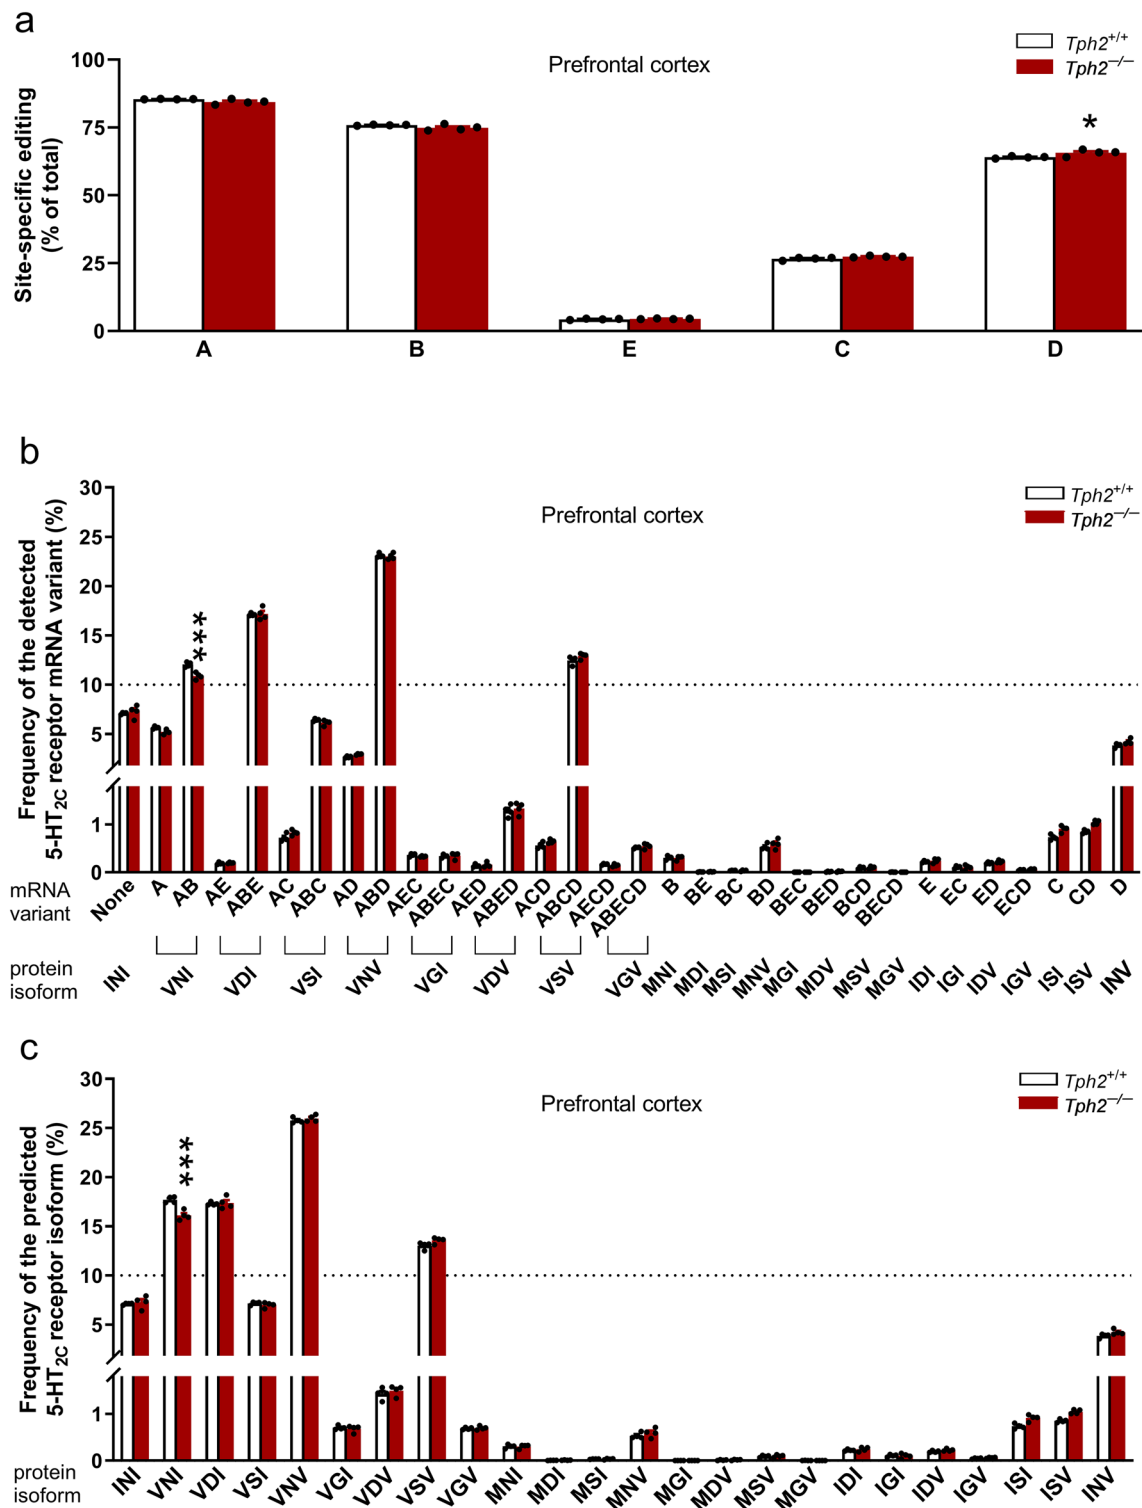 a
Prefrontal cortex
Tph2+/+
Tph2−/−
Site-specific editing
(% of total)
100
75
50
25
0
*
A B E C D
b
Prefrontal cortex
Tph2+/+
Tph2−/−
Frequency of the detected
5-HT2C receptor mRNA variant (%)
30
25
20
15
10
5
1
0
***
mRNA
variant
None A AB AE ABE AC ABC AD ABD AEC ABEC AED ABED ACD ABCD AECD ABECD B BE BC BD BEC BED BCD BECD E EC ED ECD C CD D
protein
isoform
INI VNI VDI VSI VNV VGI VDV VSV VGV MNI MDI MSI MNV MGI MDV MSV MGV IDI IGI IDV IGV ISI ISV INV
c
Prefrontal cortex
Tph2+/+
Tph2−/−
Frequency of the predicted
5-HT2C receptor isoform (%)
30
25
20
15
10
5
1
0
***
protein
isoform
INI VNI VDI VSI VNV VGI VDV VSV VGV MNI MDI MSI MNV MGI MDV MSV MGV IDI IGI IDV IGV ISI ISV INV